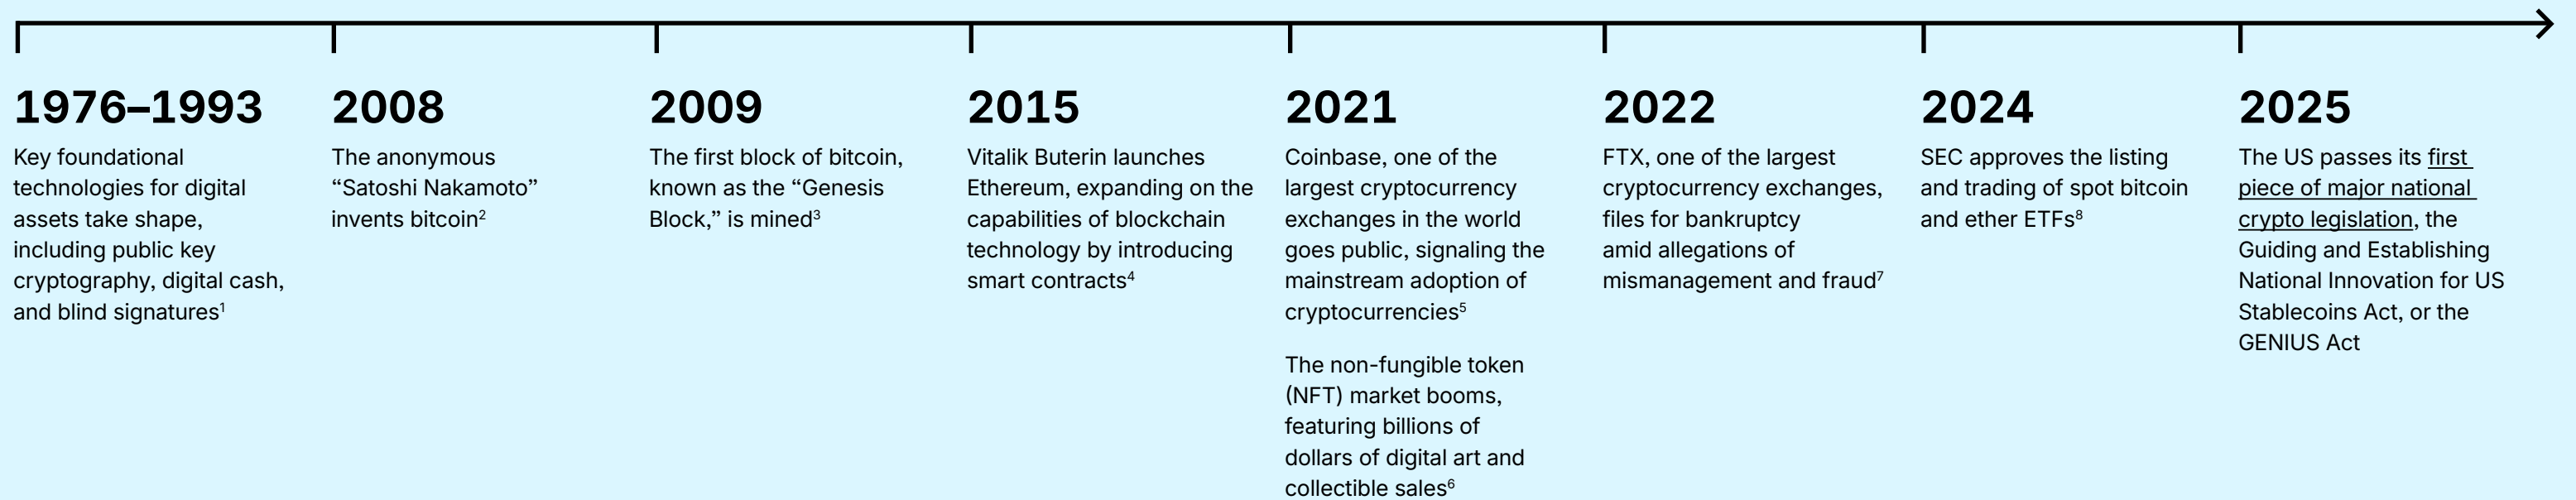 1976–1993
Key foundational
technologies for digital
assets take shape,
including public key
cryptography, digital cash,
and blind signatures¹
2008
The anonymous
“Satoshi Nakamoto”
invents bitcoin²
2009
The first block of bitcoin,
known as the “Genesis
Block,” is mined³
2015
Vitalik Buterin launches
Ethereum, expanding on the
capabilities of blockchain
technology by introducing
smart contracts⁴
2021
Coinbase, one of the
largest cryptocurrency
exchanges in the world
goes public, signaling the
mainstream adoption of
cryptocurrencies⁵
The non-fungible token
(NFT) market booms,
featuring billions of
dollars of digital art and
collectible sales⁶
2022
FTX, one of the largest
cryptocurrency exchanges,
files for bankruptcy
amid allegations of
mismanagement and fraud⁷
2024
SEC approves the listing
and trading of spot bitcoin
and ether ETFs⁸
2025
The US passes its first
piece of major national
crypto legislation, the
Guiding and Establishing
National Innovation for US
Stablecoins Act, or the
GENIUS Act